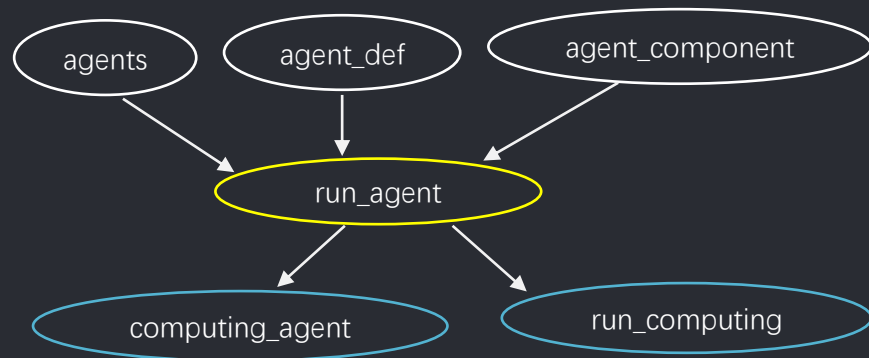 agents
agent_def
agent_component
run_agent
computing_agent
run_computing